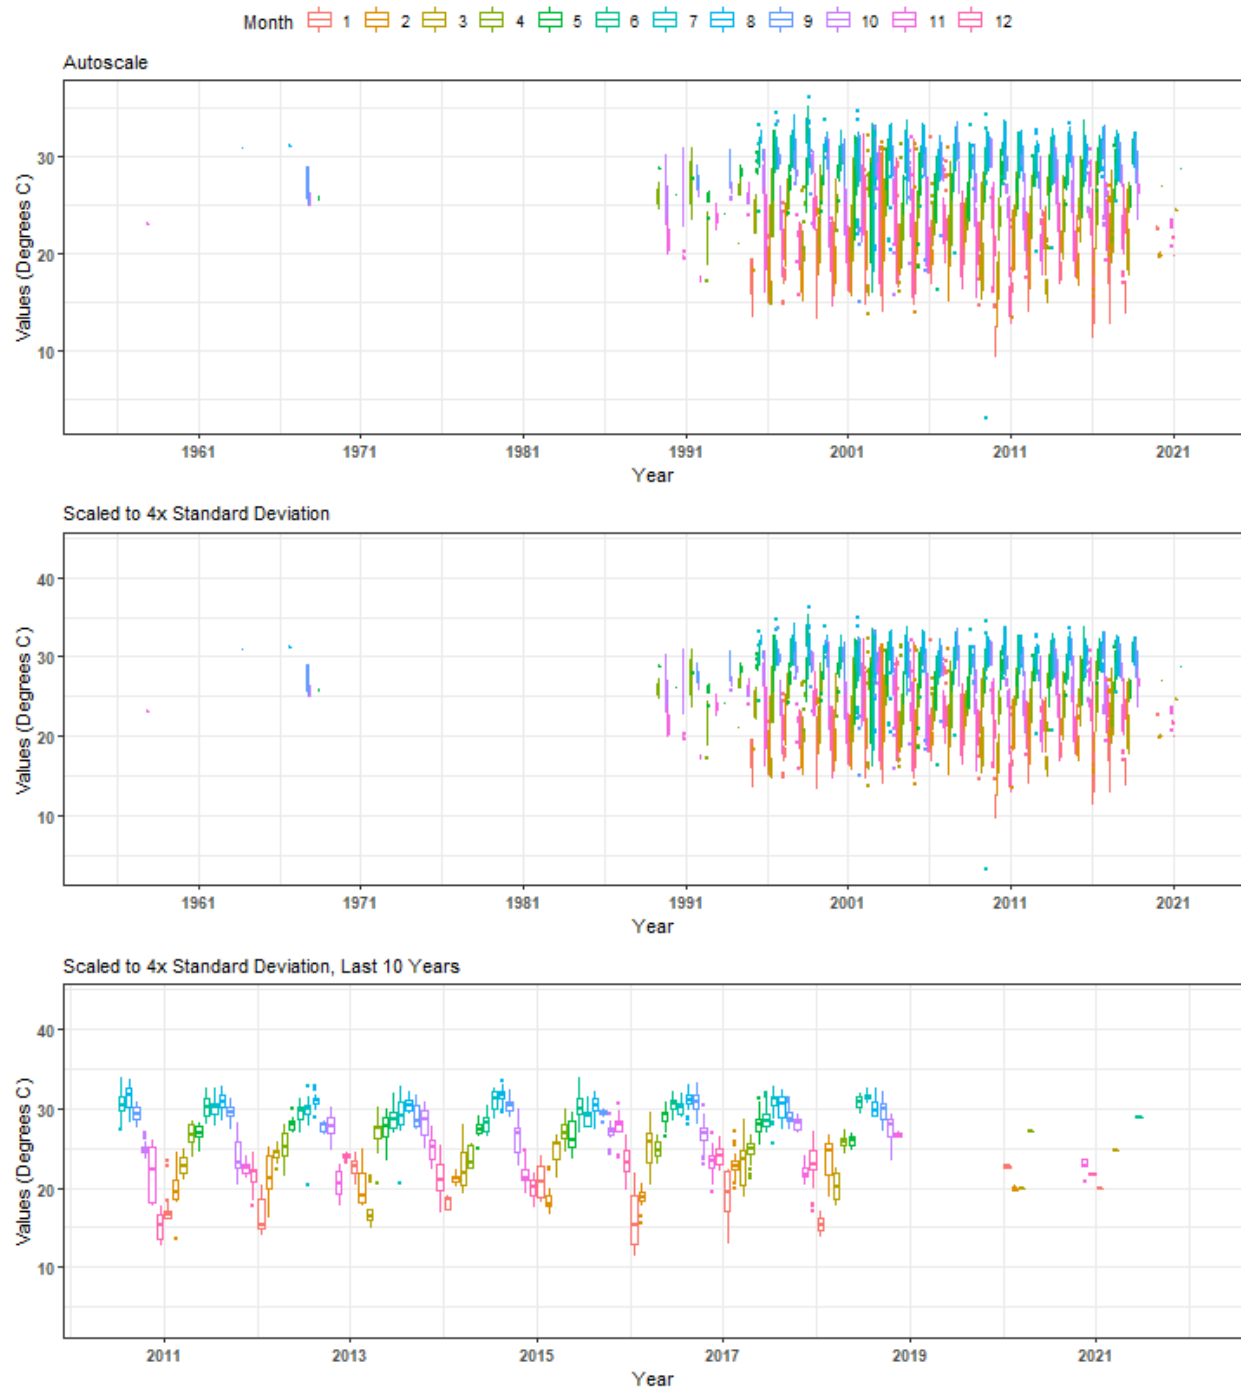 Month 1 2 3 4 5 6 7 8 9 10 11 12
Autoscale
Values (Degrees C)
30
20
10
1961 1971 1981 1991 2001 2011 2021
Year
Scaled to 4x Standard Deviation
Values (Degrees C)
40
30
20
10
1961 1971 1981 1991 2001 2011 2021
Year
Scaled to 4x Standard Deviation, Last 10 Years
Values (Degrees C)
40
30
20
10
2011 2013 2015 2017 2019 2021
Year